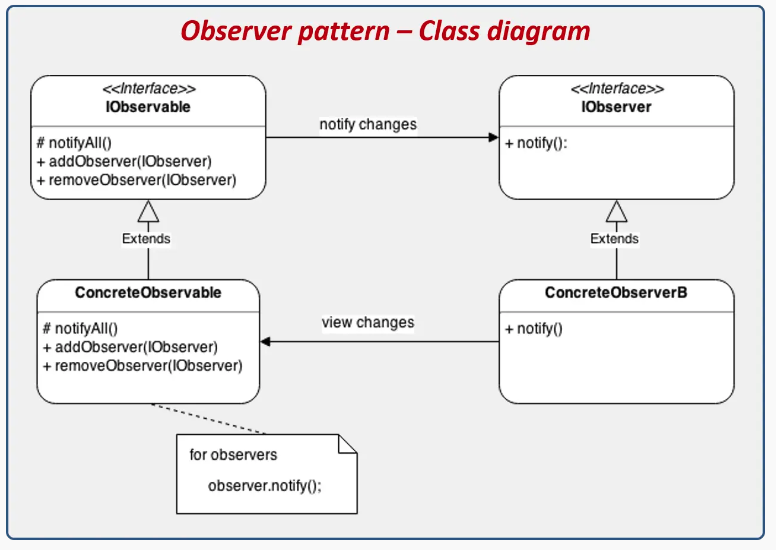 Observer pattern – Class diagram
<<Interface>>
IObservable
# notifyAll()
+ addObserver(IObserver)
+ removeObserver(IObserver)
notify changes
<<Interface>>
IObserver
+ notify():
Extends
Extends
ConcreteObservable
# notifyAll()
+ addObserver(IObserver)
+ removeObserver(IObserver)
view changes
ConcreteObserverB
+ notify()
for observers
observer.notify();